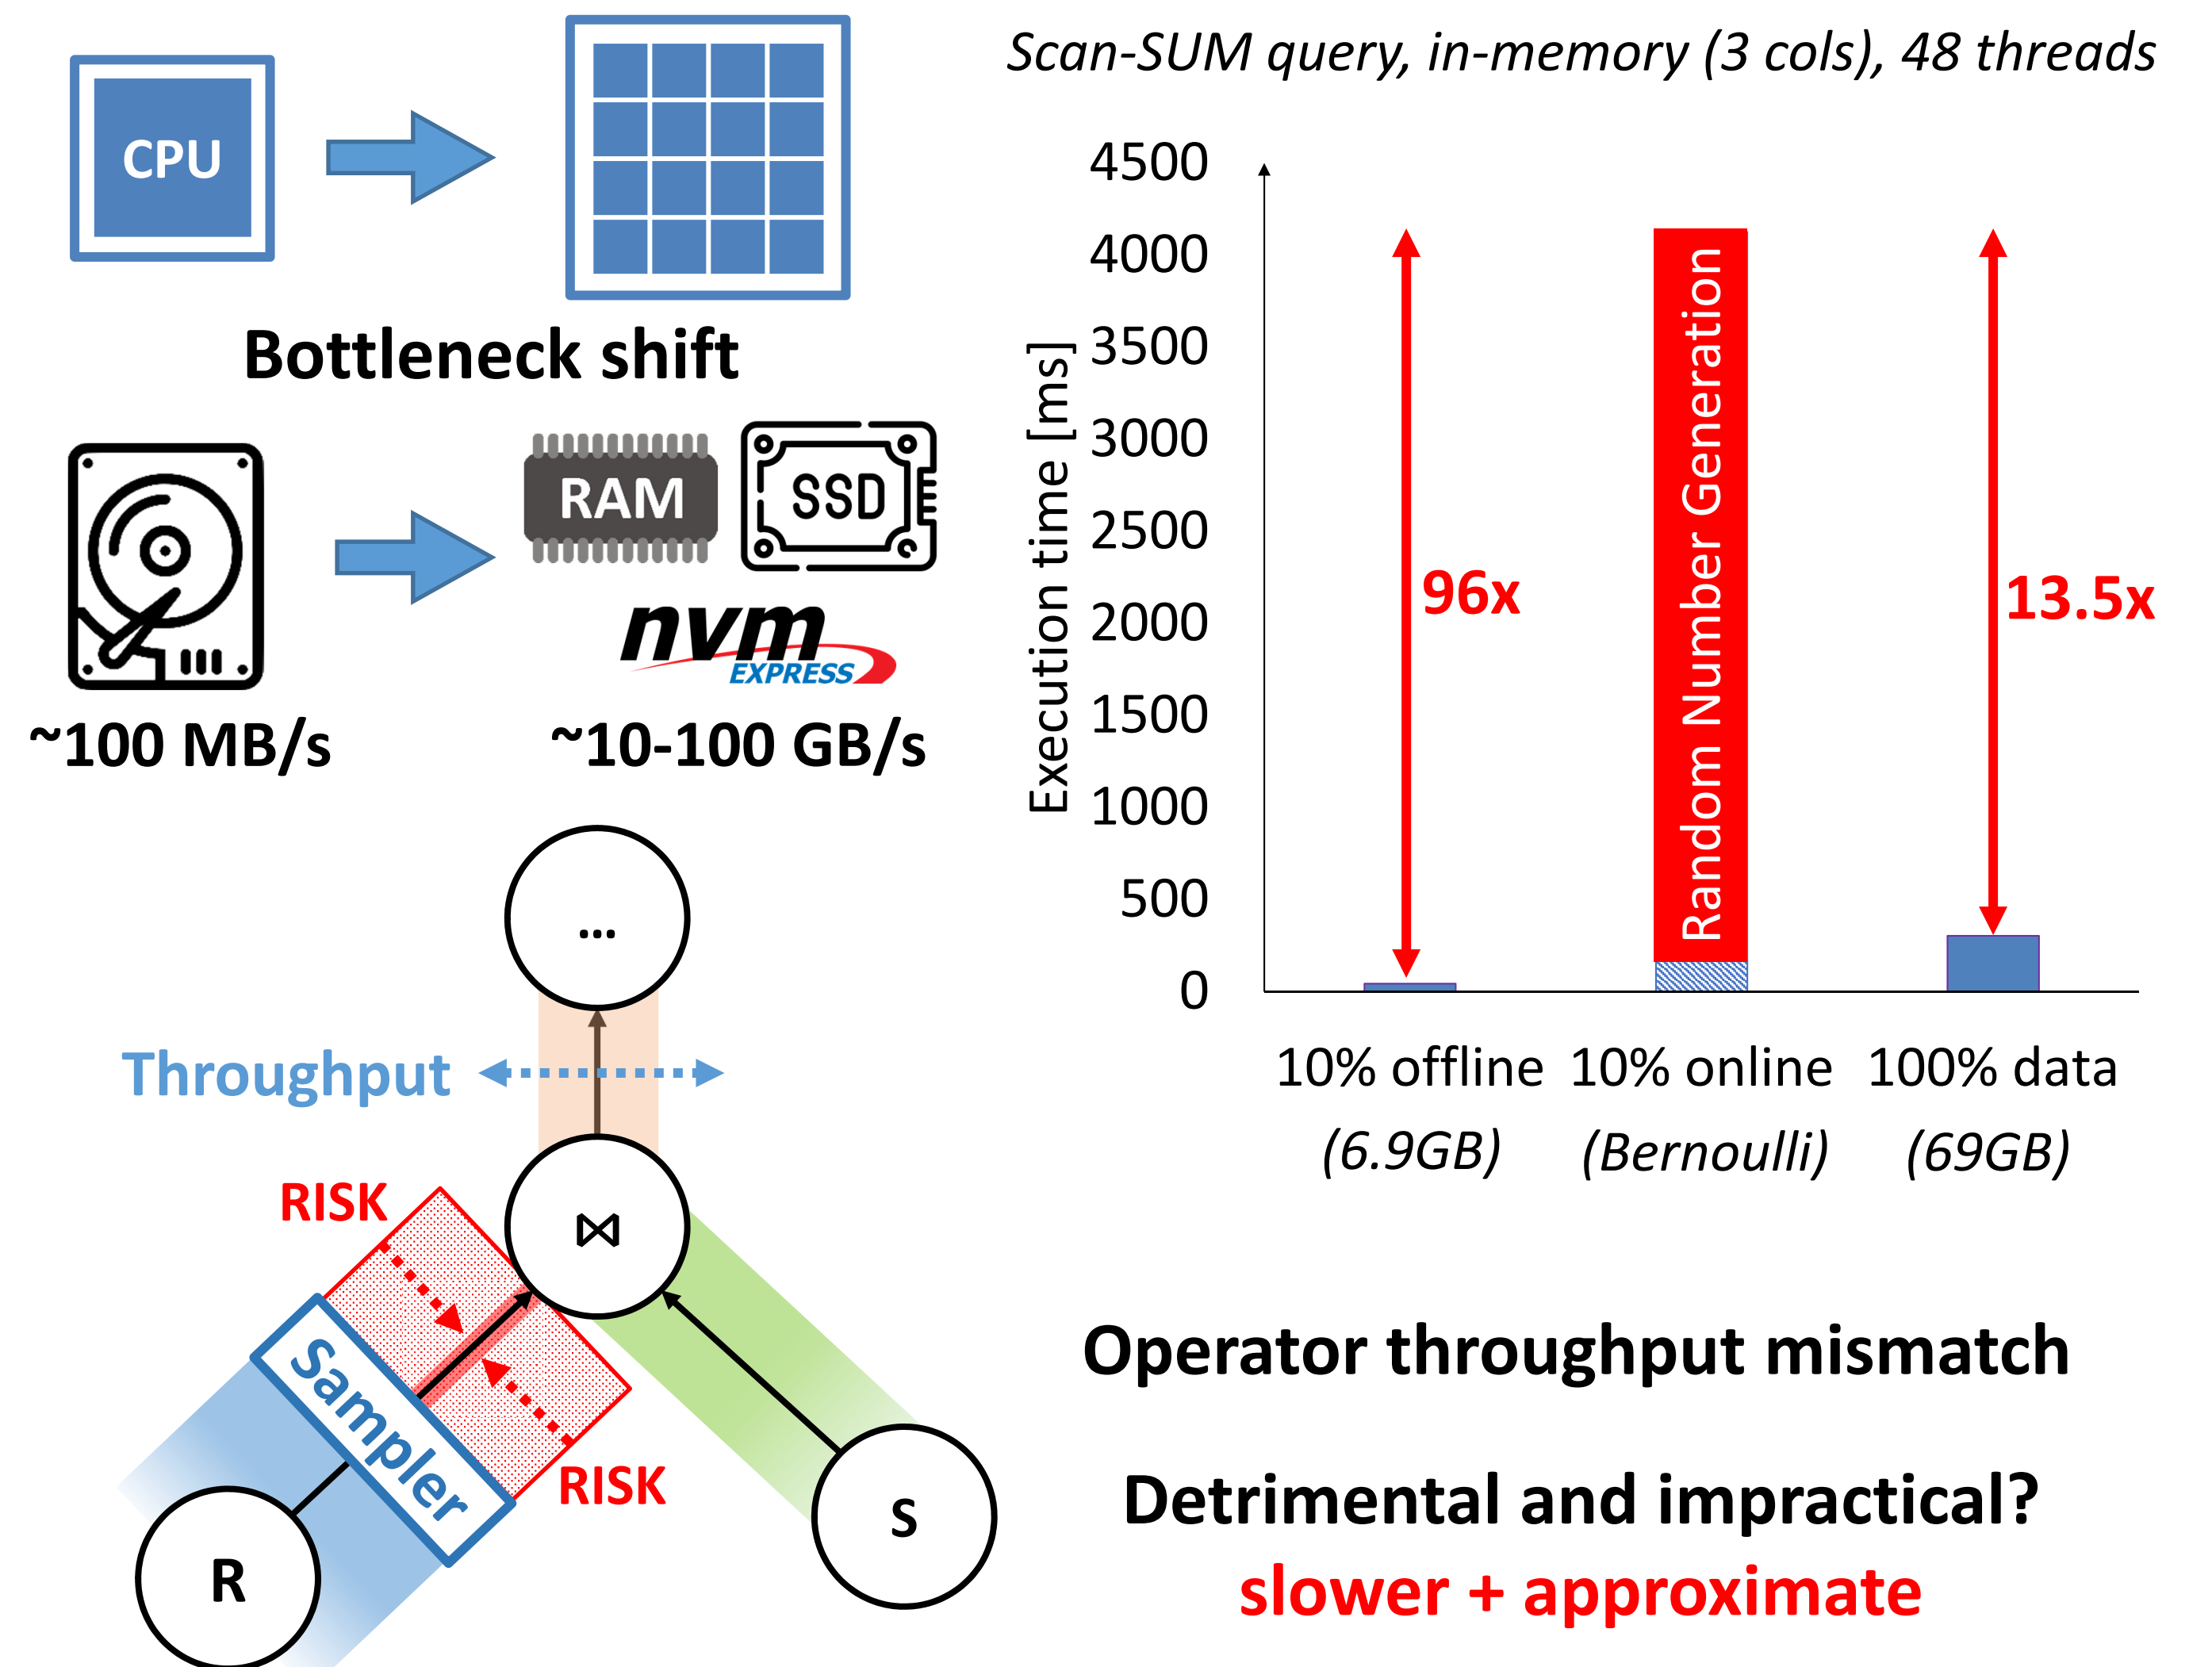 CPU
Bottleneck shift
RAM
SSD
nvm
EXPRESS
~100 MB/s
~10-100 GB/s
...
Throughput
RISK
⋈
Sampler
RISK
R
S
Scan-SUM query, in-memory (3 cols), 48 threads
Execution time [ms]
4500
4000
3500
3000
2500
2000
1500
1000
500
0
96x
Random Number Generation
13.5x
10% offline
(6.9GB)
10% online
(Bernoulli)
100% data
(69GB)
Operator throughput mismatch
Detrimental and impractical?
slower + approximate